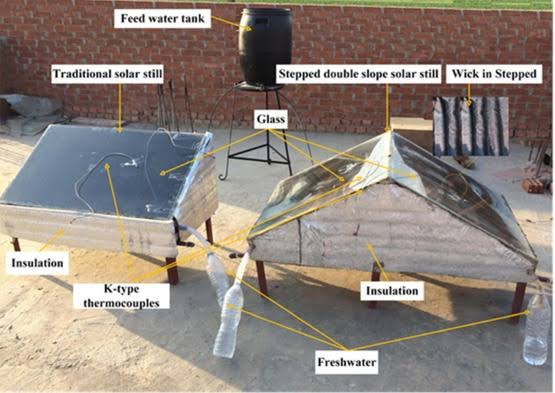 Feed water tank
Traditional solar still
Stepped double slope solar still
Wick in Stepped
Glass
Insulation
K-type
thermocouples
Insulation
Freshwater